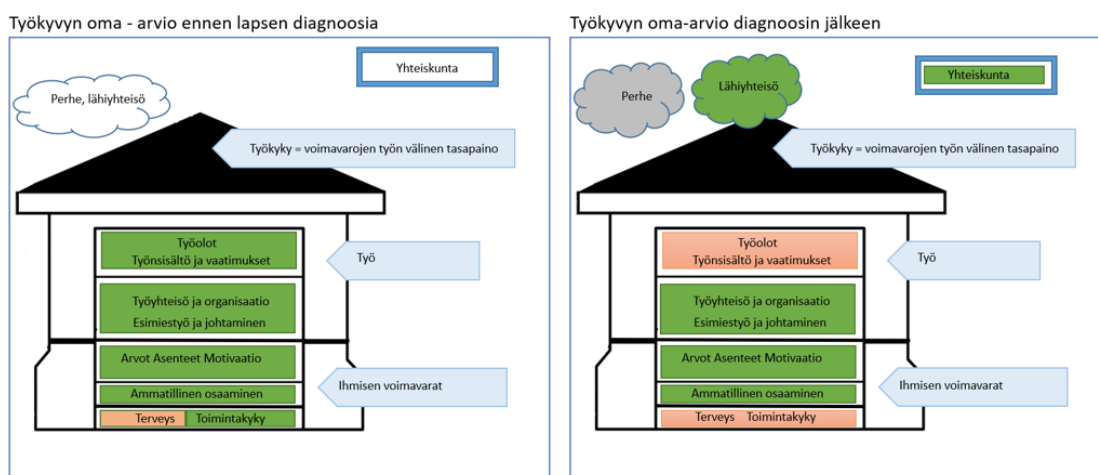 Työkyvyn oma - arvio ennen lapsen diagnoosia
Yhteiskunta
Perhe, lähiyhteisö
Työkyky = voimavarojen työn välinen tasapaino
Työolot
Työnsisältö ja vaatimukset
Työ
Työyhteisö ja organisaatio
Esimiestyö ja johtaminen
Arvot Asenteet Motivaatio
Ihmisen voimavarat
Ammatillinen osaaminen
Terveys Toimintakyky
Työkyvyn oma-arvio diagnoosin jälkeen
Yhteiskunta
Perhe
Lähiyhteisö
Työkyky = voimavarojen työn välinen tasapaino
Työolot
Työnsisältö ja vaatimukset
Työ
Työyhteisö ja organisaatio
Esimiestyö ja johtaminen
Arvot Asenteet Motivaatio
Ihmisen voimavarat
Ammatillinen osaaminen
Terveys Toimintakyky